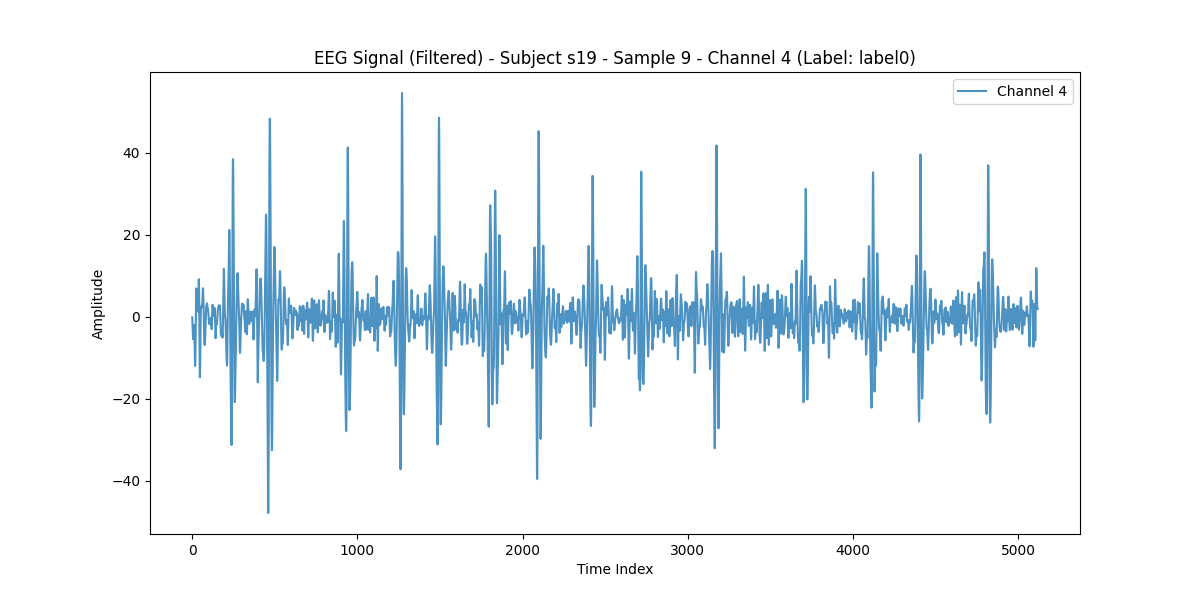 EEG Signal (Filtered) - Subject s19 - Sample 9 - Channel 4 (Label: label0)
Channel 4
40
20
0
−20
−40
Amplitude
0 1000 2000 3000 4000 5000
Time Index